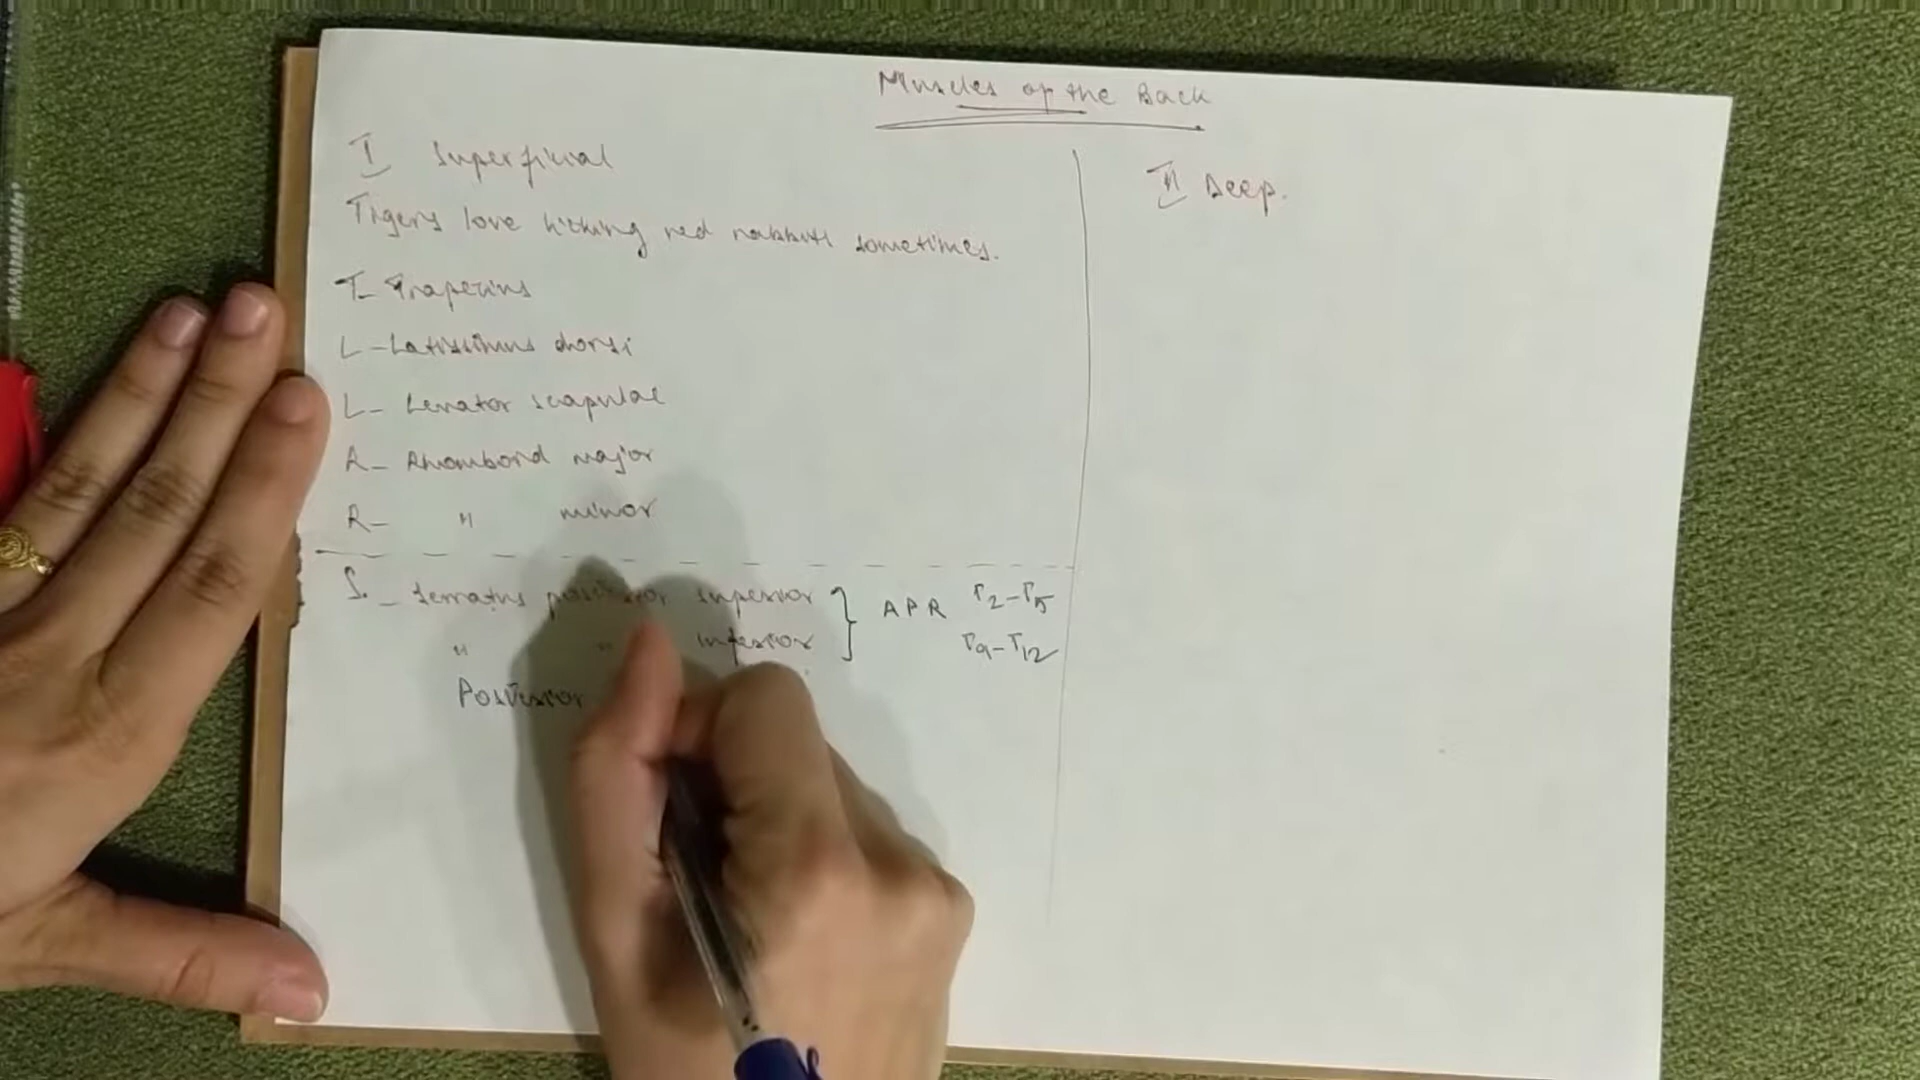 Muscles of the Back
I Superficial
Tigers love kicking red rabbits sometimes.
T- Trapezius
L- Latissimus dorsi
L- Levator scapulae
R- Rhomboid major
R- " minor
S- Serratus posterior superior } APR T2-T5
" " inferior T9-T12
Posterior
II Deep.